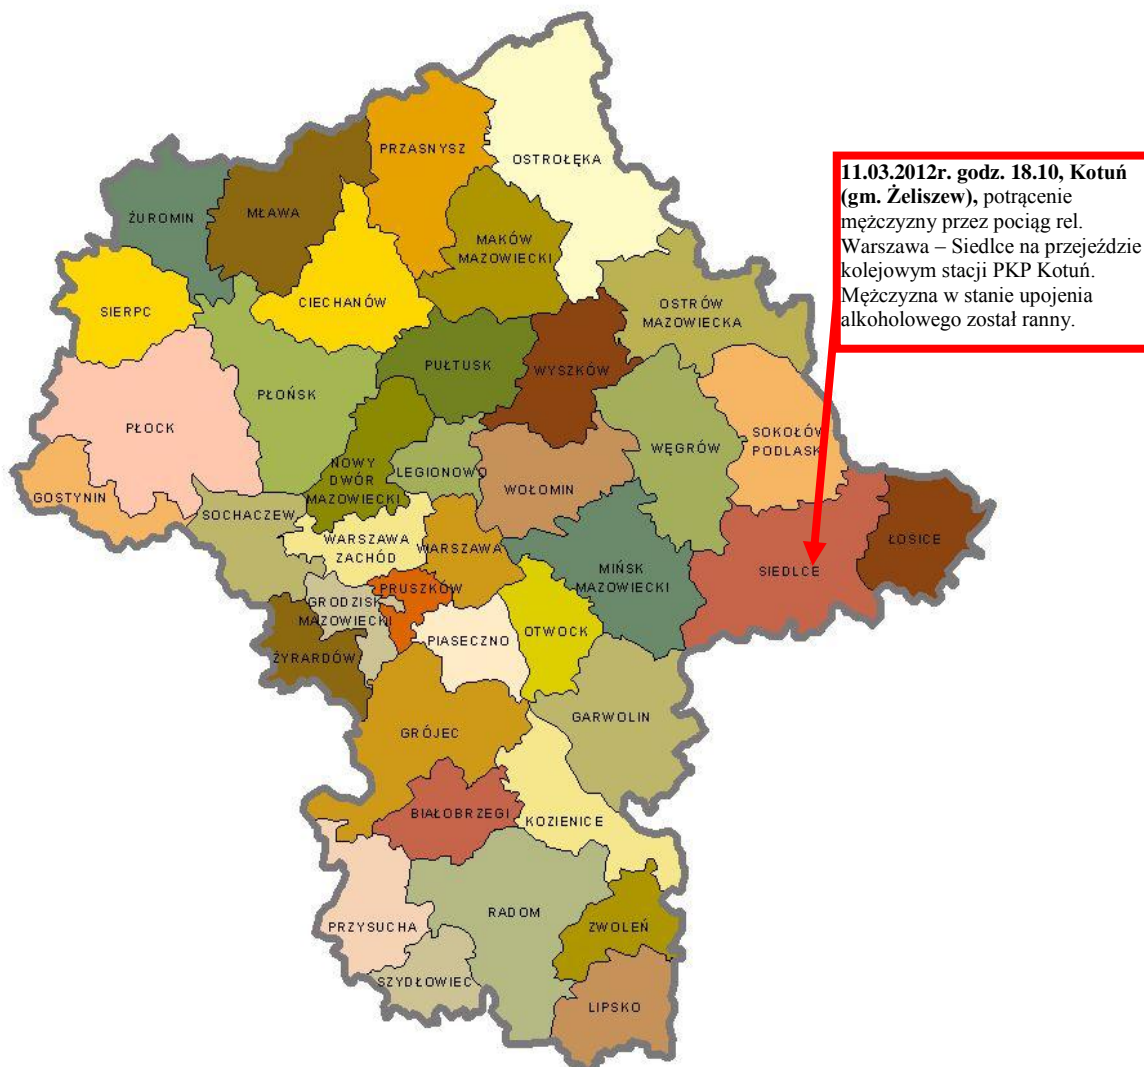 PRZASNYSZ
OSTROŁĘKA
11.03.2012r. godz. 18.10, Kotuń
(gm. Żeliszew), potrącenie
mężczyzny przez pociąg rel.
Warszawa – Siedlce na przejeździe
kolejowym stacji PKP Kotuń.
Mężczyzna w stanie upojenia
alkoholowego został ranny.
ŻUROMIN
MŁAWA
MAKÓW
MAZOWIECKI
CIECHANÓW
SIERPC
OSTRÓW
MAZOWIECKA
PUŁTUSK
WYSZKÓW
PŁOŃSK
PŁOCK
SOKOŁÓW
PODLASK
WĘGRÓW
NOWY
DWÓR
MAZOWIECKI
LEGIONOWO
GOSTYNIN
WOŁOMIN
SOCHACZEW
WARSZAWA
ZACHÓD
WARSZAWA
ŁOSICE
MIŃSK
MAZOWIECKI
SIEDLCE
PRUSZKÓW
GRODZISK
MAZOWIECKI
PIASECZNO
OTWOCK
ŻYRARDÓW
GARWOLIN
GRÓJEC
BIAŁOBRZEGI
KOZIENICE
RADOM
PRZYSUCHA
ZWOLEŃ
SZYDŁOWIEC
LIPSKO